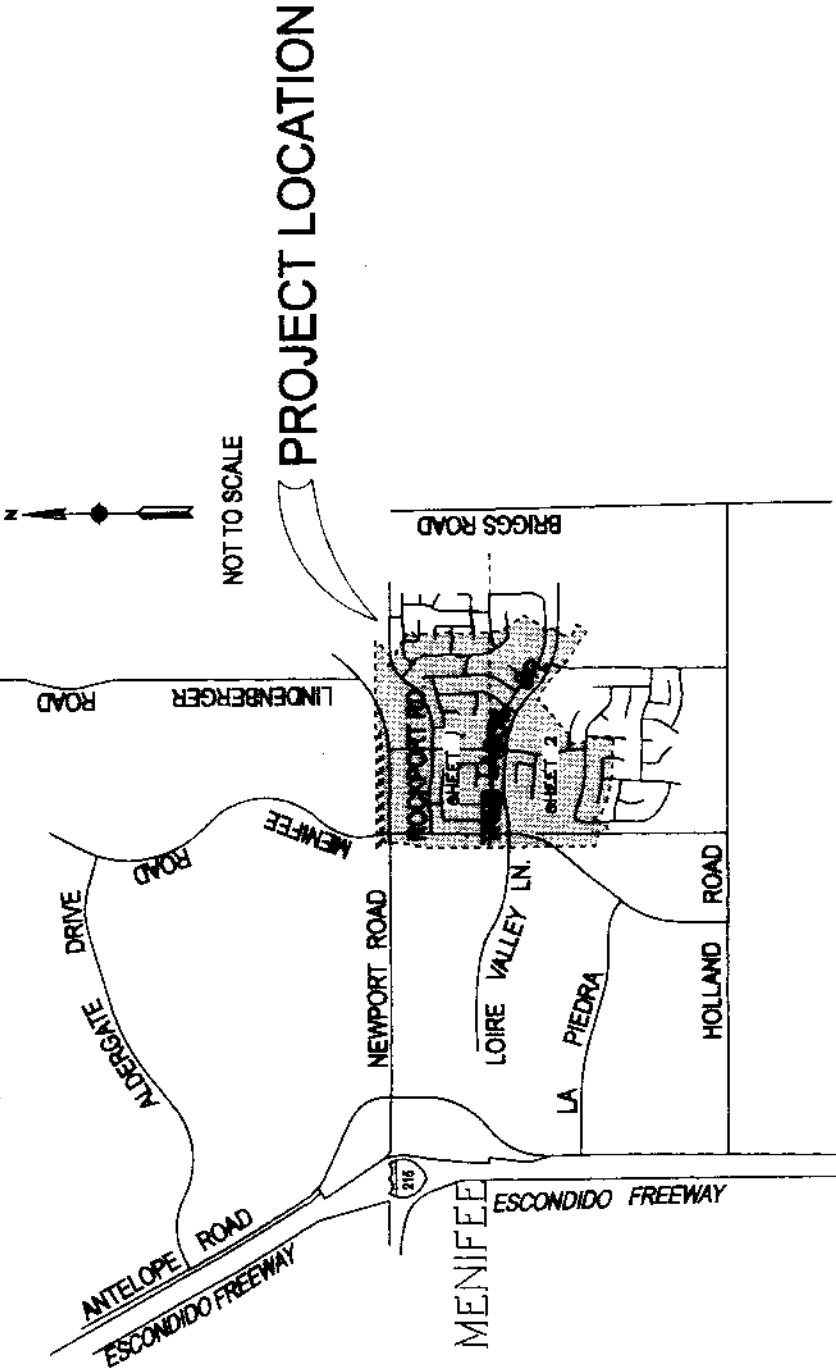 N
NOT TO SCALE
PROJECT LOCATION
ROAD
LINDENBERGER
MENIFEE
ROAD
DRIVE
ALDERGATE
ANTELOPE ROAD
ESCONDIDO FREEWAY
NEWPORT ROAD
BRIGGS ROAD
ROCKPORT RD
SHEET 1
SHEET 2
LOIRE VALLEY LN.
LA PIEDRA
HOLLAND ROAD
215
MENIFEE
ESCONDIDO FREEWAY